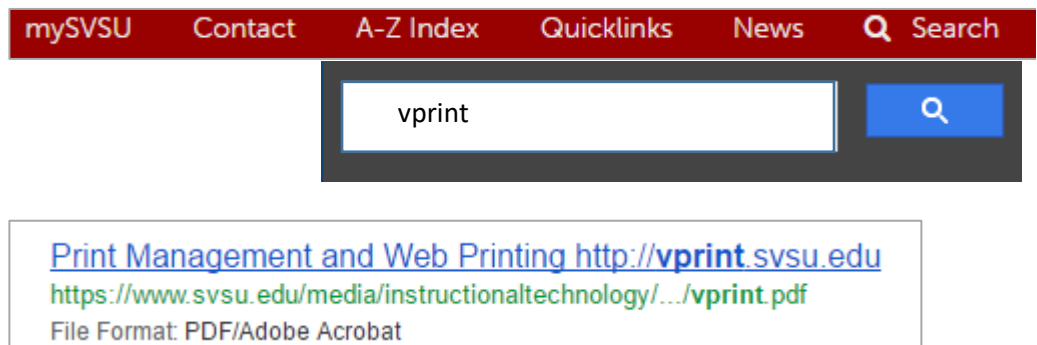 mySVSU Contact A-Z Index Quicklinks News Search
vprint
Print Management and Web Printing http://vprint.svsu.edu
https://www.svsu.edu/media/instructionaltechnology/.../vprint.pdf
File Format: PDF/Adobe Acrobat